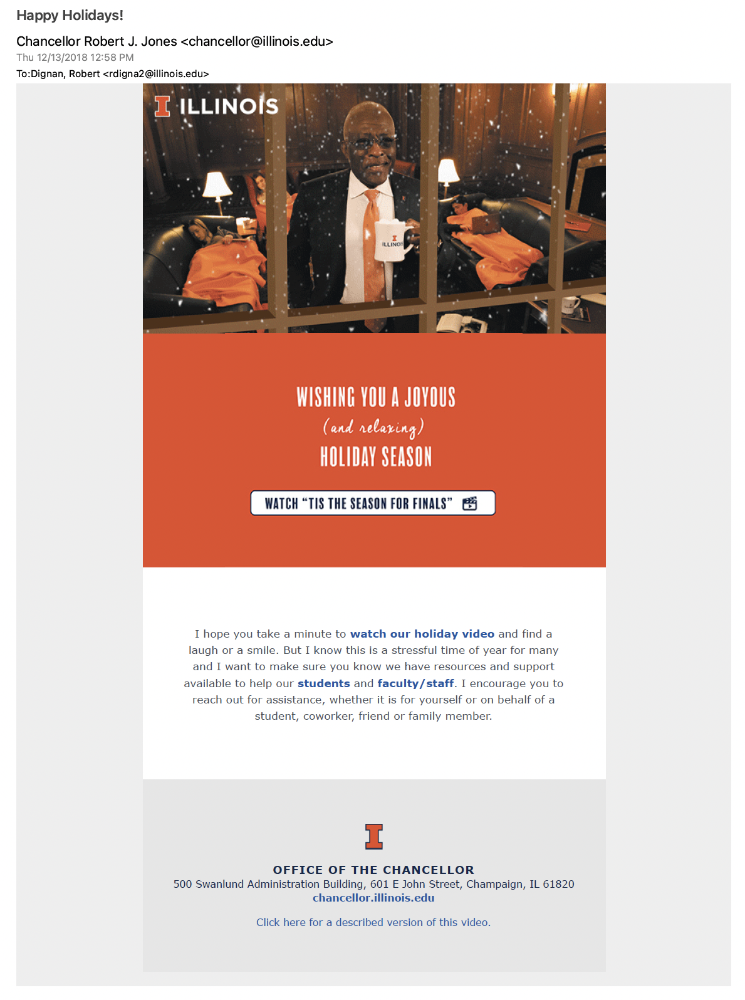 Happy Holidays!
Chancellor Robert J. Jones <chancellor@illinois.edu>
Thu 12/13/2018 12:58 PM
To:Dignan, Robert <rdigna2@illinois.edu>
I ILLINOIS
I
ILLINOIS
WISHING YOU A JOYOUS
(and relaxing)
HOLIDAY SEASON
WATCH “TIS THE SEASON FOR FINALS”
I hope you take a minute to watch our holiday video and find a
laugh or a smile. But I know this is a stressful time of year for many
and I want to make sure you know we have resources and support
available to help our students and faculty/staff. I encourage you to
reach out for assistance, whether it is for yourself or on behalf of a
student, coworker, friend or family member.
I
OFFICE OF THE CHANCELLOR
500 Swanlund Administration Building, 601 E John Street, Champaign, IL 61820
chancellor.illinois.edu
Click here for a described version of this video.